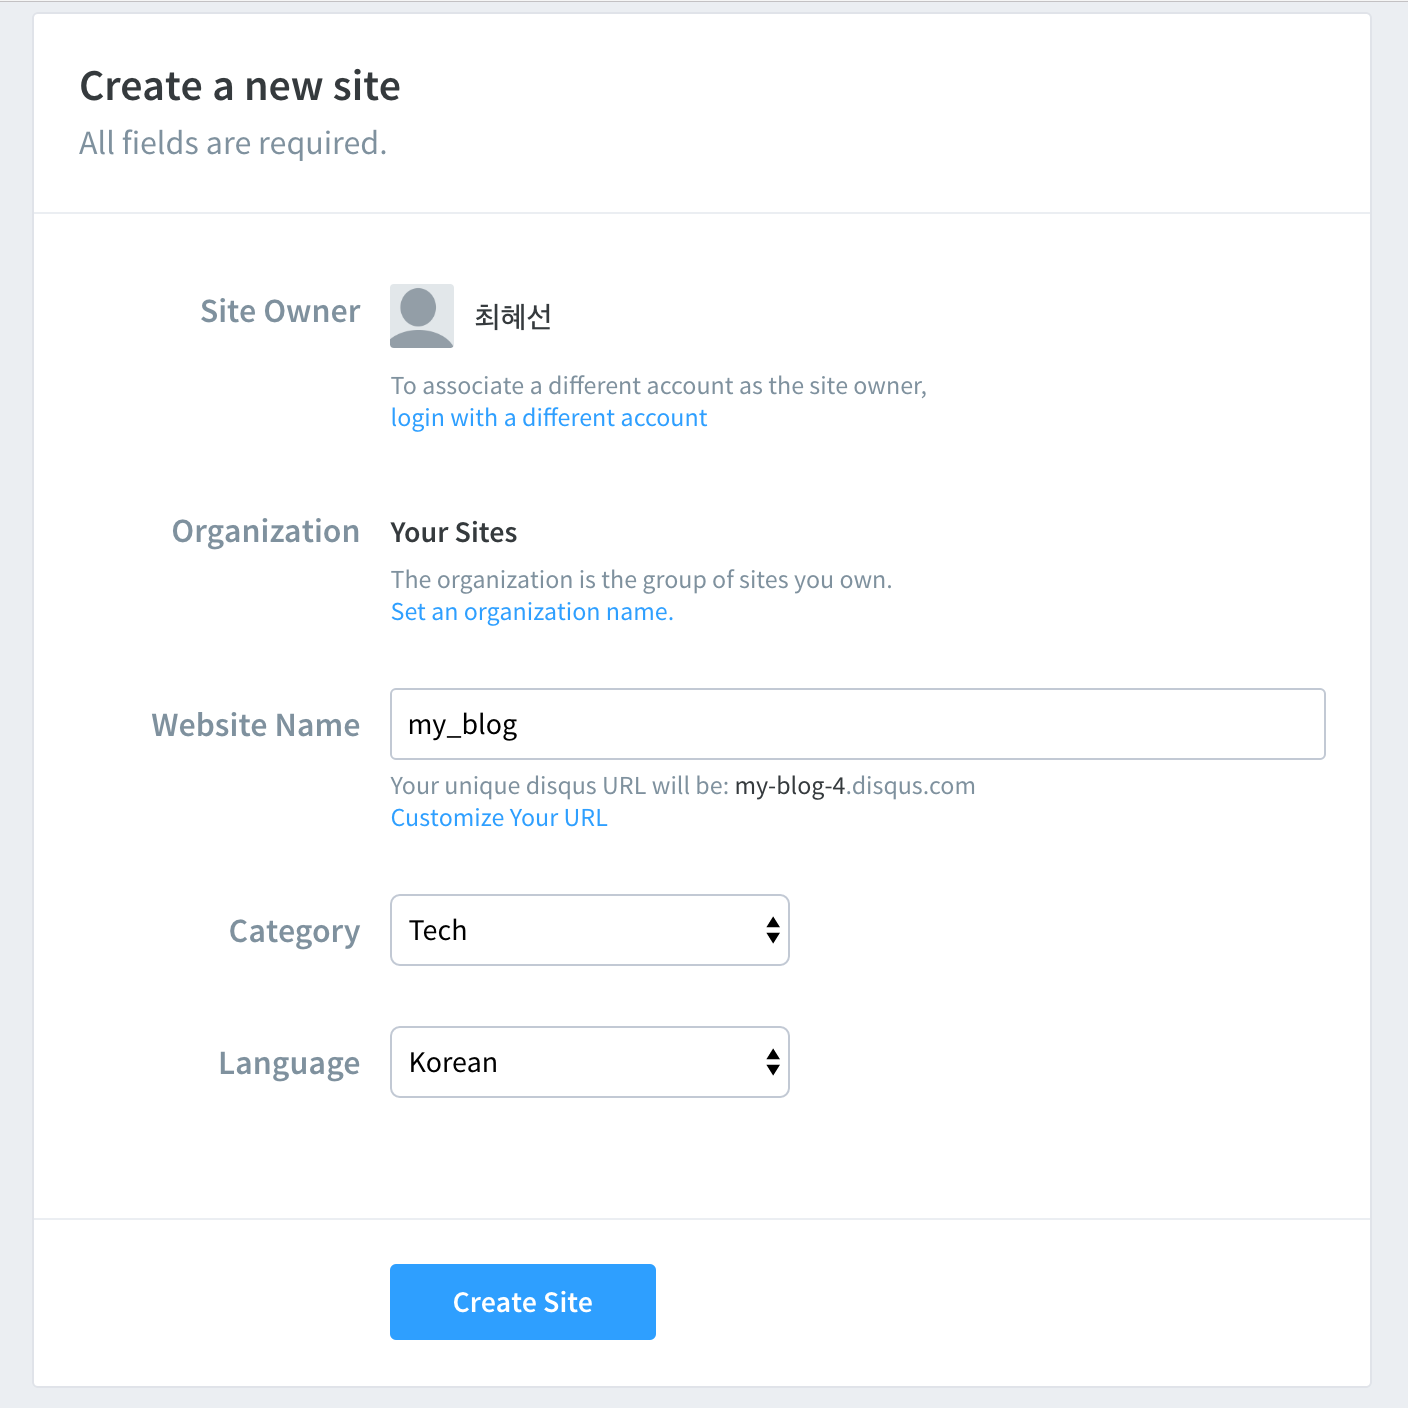 Create a new site
All fields are required.
Site Owner
최혜선
To associate a different account as the site owner,
login with a different account
Organization
Your Sites
The organization is the group of sites you own.
Set an organization name.
Website Name
my_blog
Your unique disqus URL will be: my-blog-4.disqus.com
Customize Your URL
Category
Tech
Language
Korean
Create Site